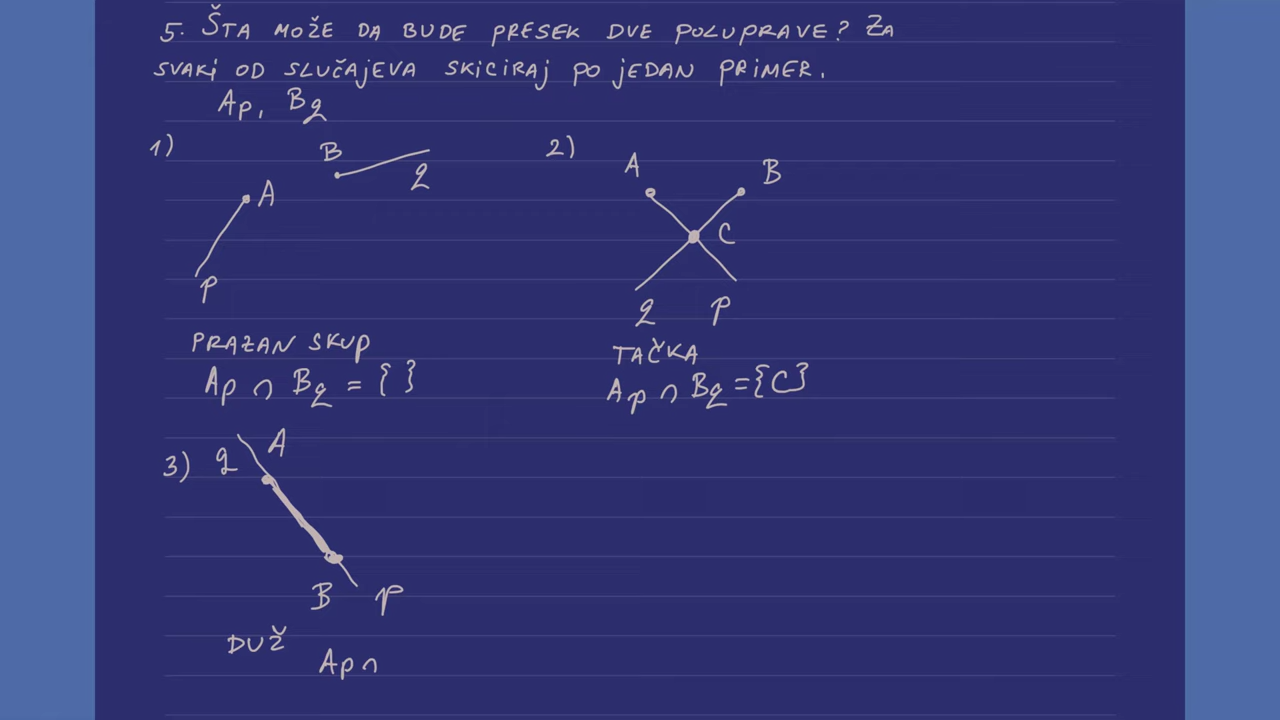 5. ŠTA MOŽE DA BUDE PRESEK DVE POLUPRAVE? ZA
SVAKI OD SLUČAJEVA SKICIRAJ PO JEDAN PRIMER.
Ap, Bq
1)
B
q
A
p
PRAZAN SKUP
Ap ∩ Bq = { }
2)
A
B
C
q
p
TAČKA
Ap ∩ Bq = {C}
3)
q
A
B
p
DUŽ
Ap ∩